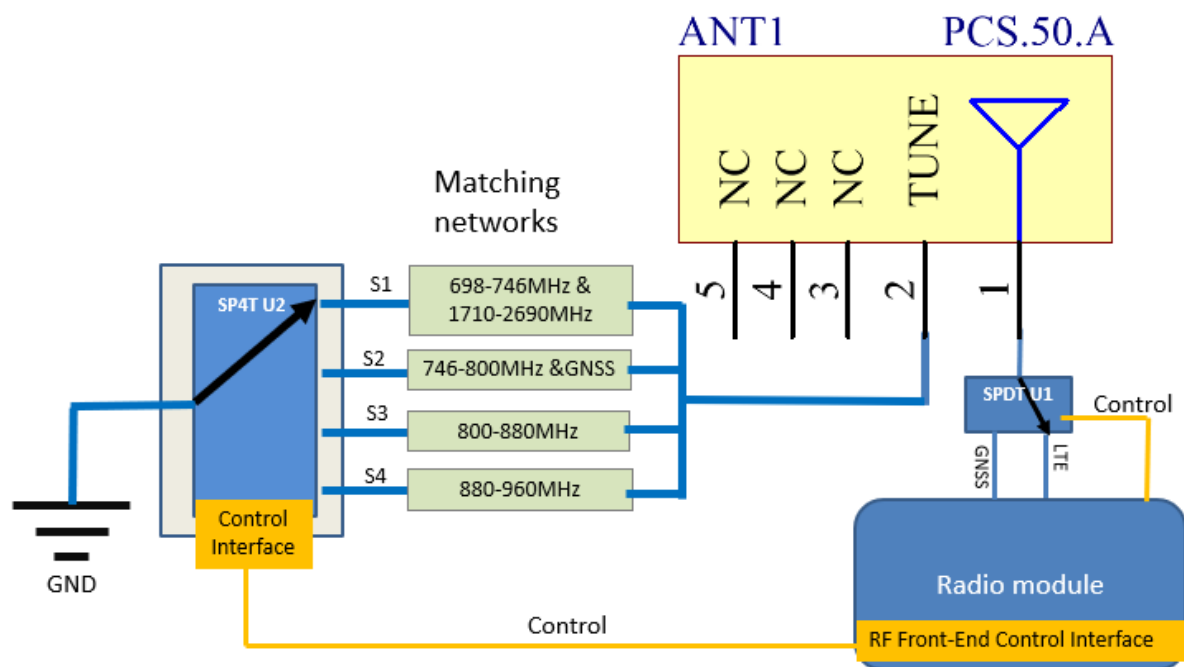 ANT1
PCS.50.A
NC
NC
NC
TUNE
5
4
3
2
1
Matching
networks
SP4T U2
S1
698-746MHz &
1710-2690MHz
S2
746-800MHz &GNSS
S3
800-880MHz
S4
880-960MHz
SPDT U1
Control
GNSS
LTE
Control
Interface
GND
Radio module
Control
RF Front-End Control Interface